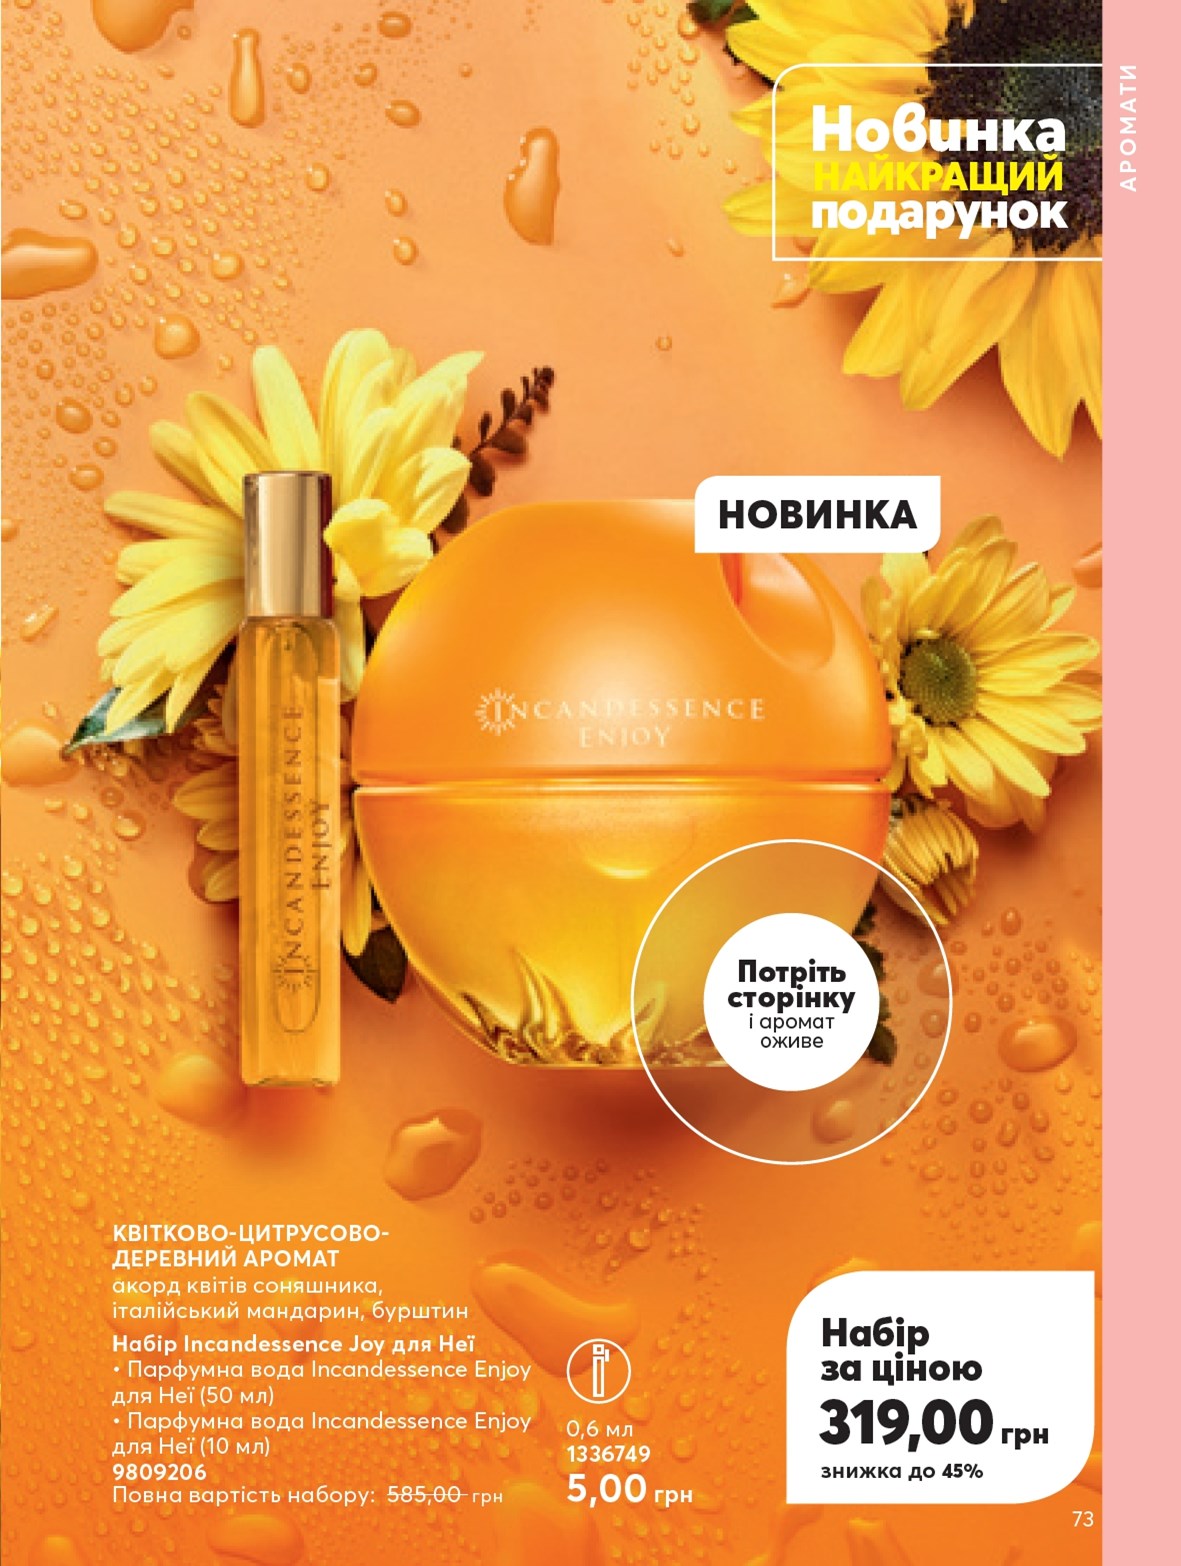 АРОМАТИ
Новинка
НАЙКРАЩИЙ
подарунок
НОВИНКА
INCANDESSENCE
ENJOY
INCANDESSENCE
ENJOY
Потріть
сторінку
і аромат
оживе
КВІТКОВО-ЦИТРУСОВО-
ДЕРЕВНИЙ АРОМАТ
акорд квітів соняшника,
італійський мандарин, бурштин
Набір Incandessence Joy для Неї
• Парфумна вода Incandessence Enjoy
для Неї (50 мл)
• Парфумна вода Incandessence Enjoy
для Неї (10 мл)
9809206
Повна вартість набору: 585,00 грн
0,6 мл
1336749
5,00 грн
Набір
за ціною
319,00 грн
знижка до 45%
73